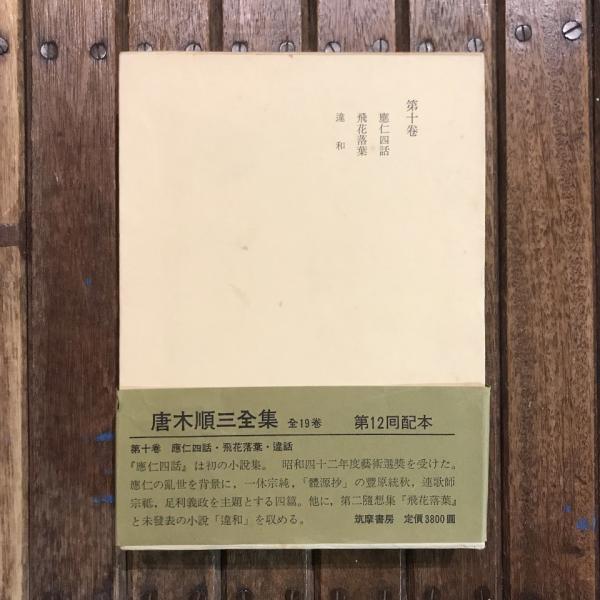 第十卷
應仁四話
飛花落葉
違和
唐木順三全集 全19卷 第12回配本
第十卷 應仁四話・飛花落葉・違話
『應仁四話』は初の小說集。 昭和四十二年度藝術選奬を受けた。
應仁の亂世を背景に，一休宗純，「體源抄」の豐原統秋，連歌師
宗祗，足利義政を主題とする四篇。他に，第二隨想集『飛花落葉』
と未發表の小說「違和」を收める。
筑摩書房 定價3800圓